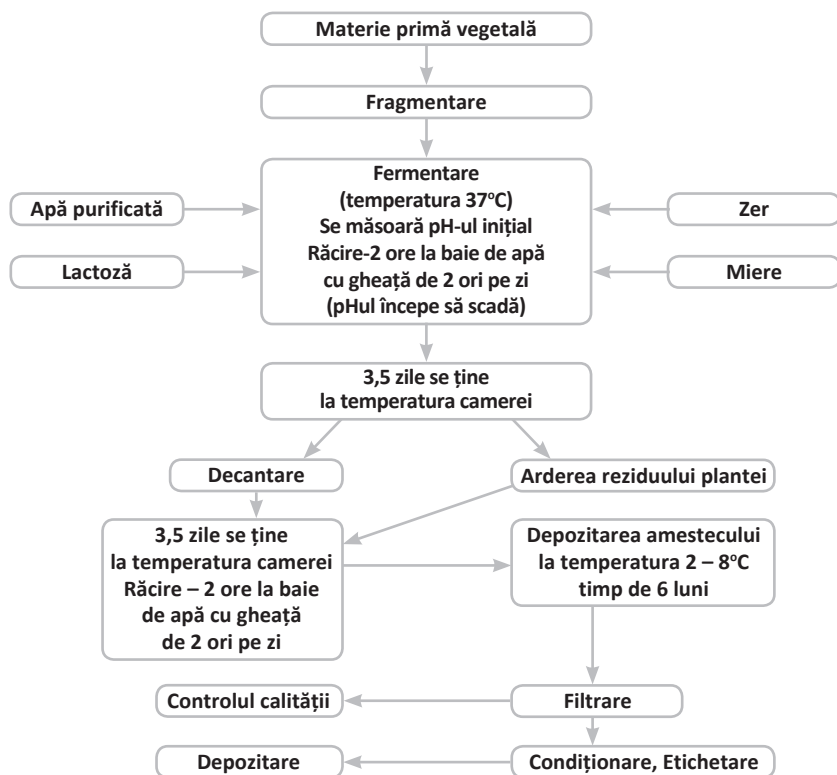 Materie primă vegetală
Fragmentare
Fermentare
(temperatura 37°C)
Se măsoară pH-ul inițial
Răcire-2 ore la baie de apă
cu gheață de 2 ori pe zi
(pHul începe să scadă)
Apă purificată
Lactoză
Zer
Miere
3,5 zile se ține
la temperatura camerei
Decantare
Arderea reziduului plantei
3,5 zile se ține
la temperatura camerei
Răcire – 2 ore la baie
de apă cu gheață
de 2 ori pe zi
Depozitarea amestecului
la temperatura 2 – 8°C
timp de 6 luni
Controlul calității
Filtrare
Depozitare
Condiționare, Etichetare